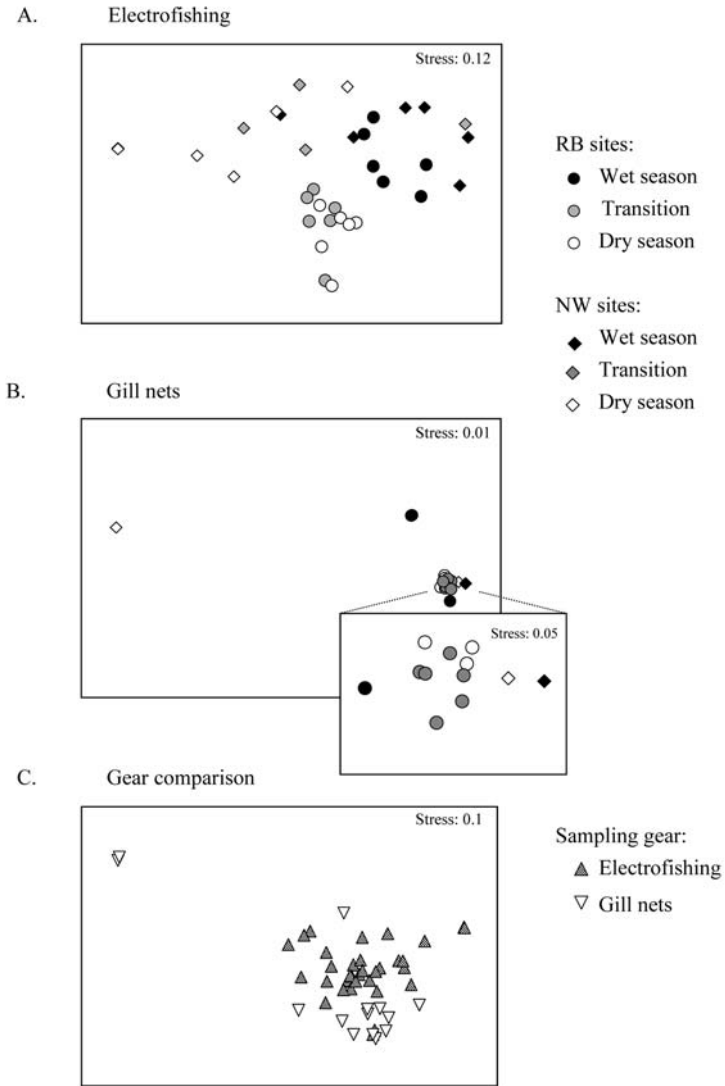 A. Electrofishing
Stress: 0.12
RB sites:
Wet season
Transition
Dry season
NW sites:
Wet season
Transition
Dry season
B. Gill nets
Stress: 0.01
Stress: 0.05
C. Gear comparison
Stress: 0.1
Sampling gear:
Electrofishing
Gill nets